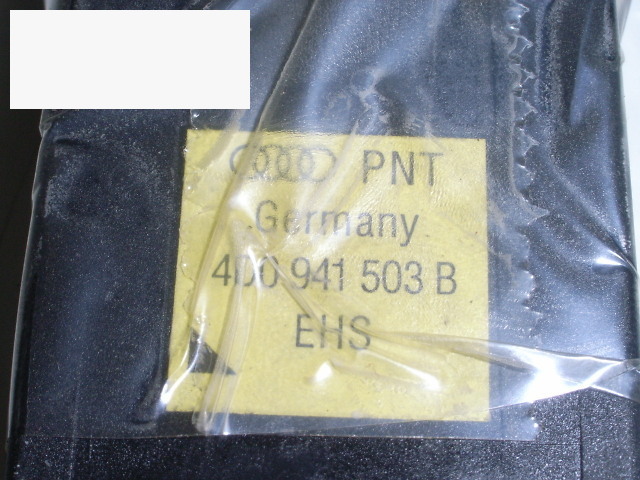 PNT
Germany
4D0 941 503 B
EHS